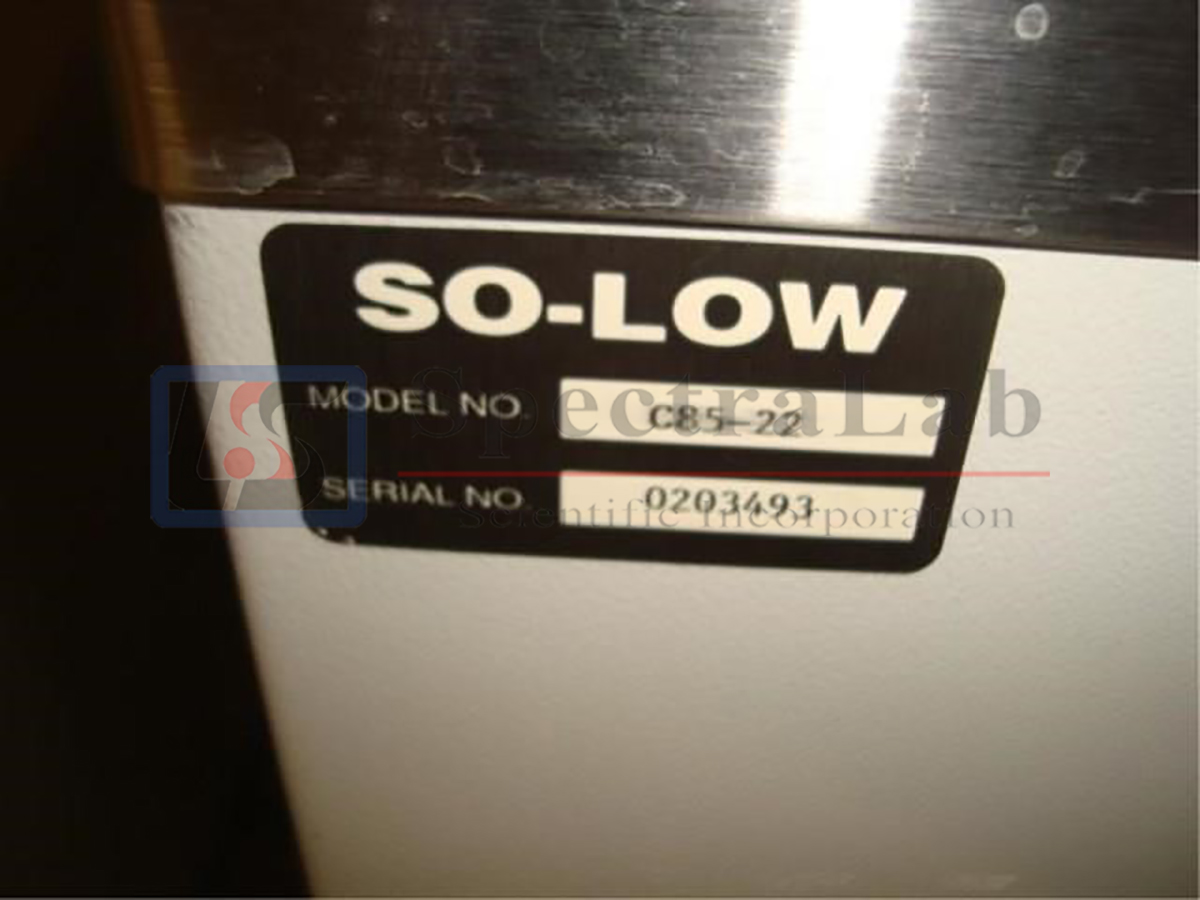 SO-LOW
MODEL NO. C85-22
SERIAL NO. 0203493
SpectraLab
Scientific Incorporation